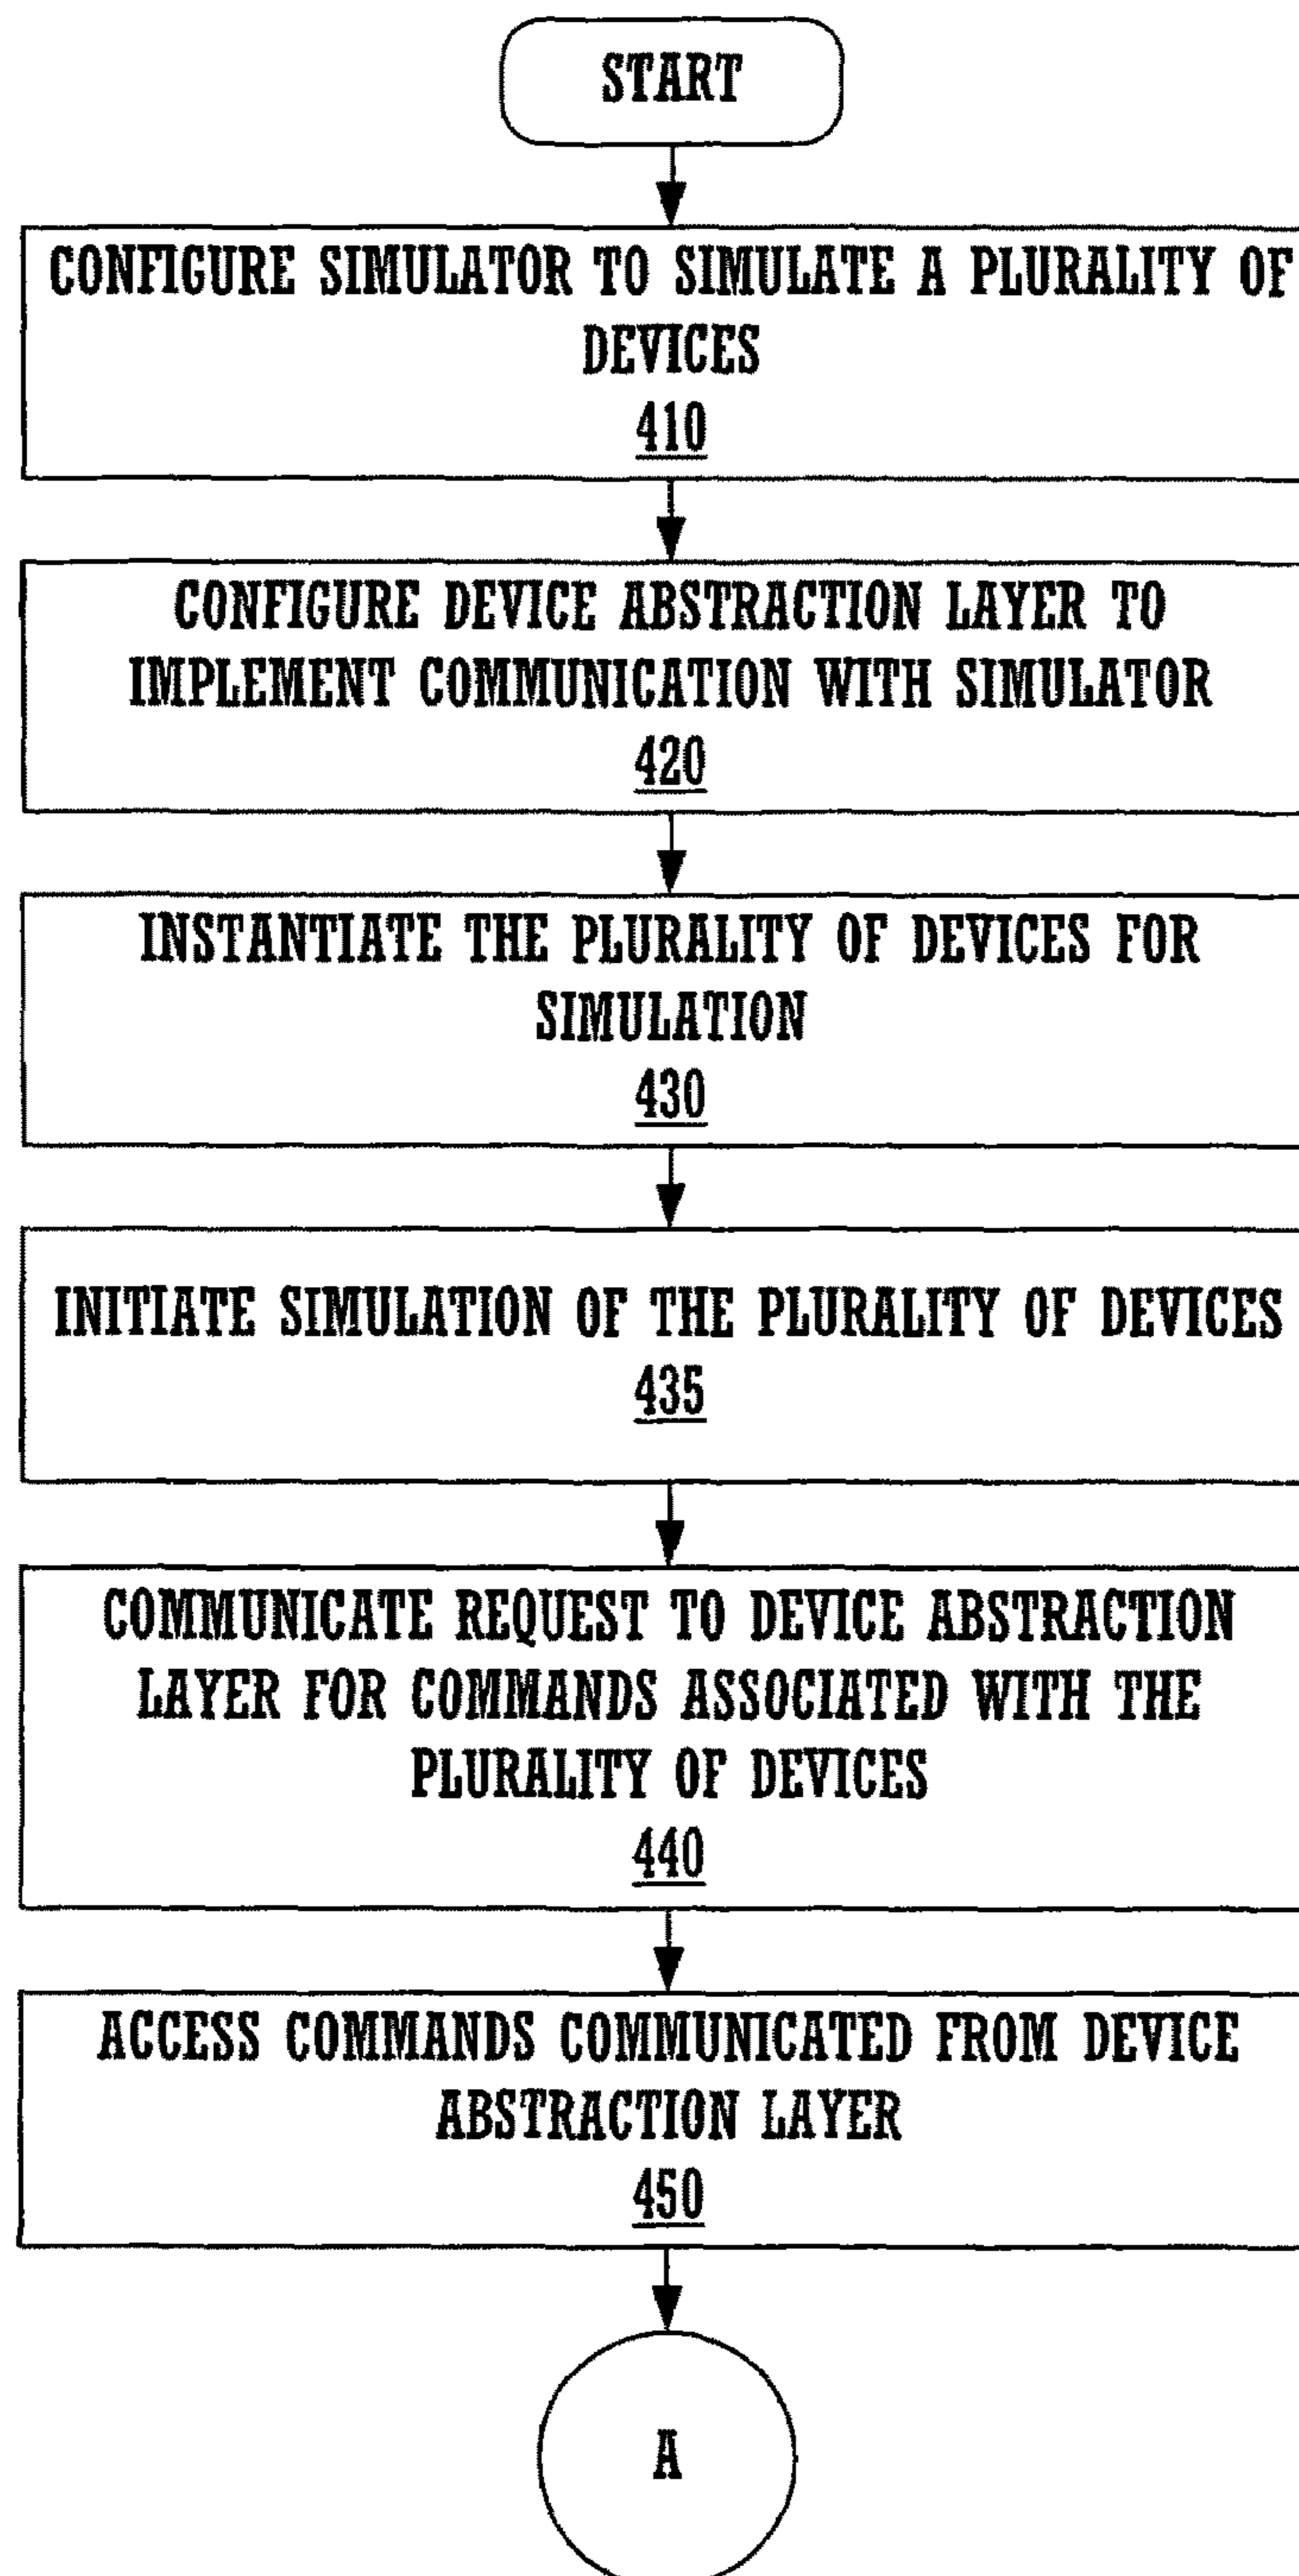 START
CONFIGURE SIMULATOR TO SIMULATE A PLURALITY OF
DEVICES
410
CONFIGURE DEVICE ABSTRACTION LAYER TO
IMPLEMENT COMMUNICATION WITH SIMULATOR
420
INSTANTIATE THE PLURALITY OF DEVICES FOR
SIMULATION
430
INITIATE SIMULATION OF THE PLURALITY OF DEVICES
435
COMMUNICATE REQUEST TO DEVICE ABSTRACTION
LAYER FOR COMMANDS ASSOCIATED WITH THE
PLURALITY OF DEVICES
440
ACCESS COMMANDS COMMUNICATED FROM DEVICE
ABSTRACTION LAYER
450
A